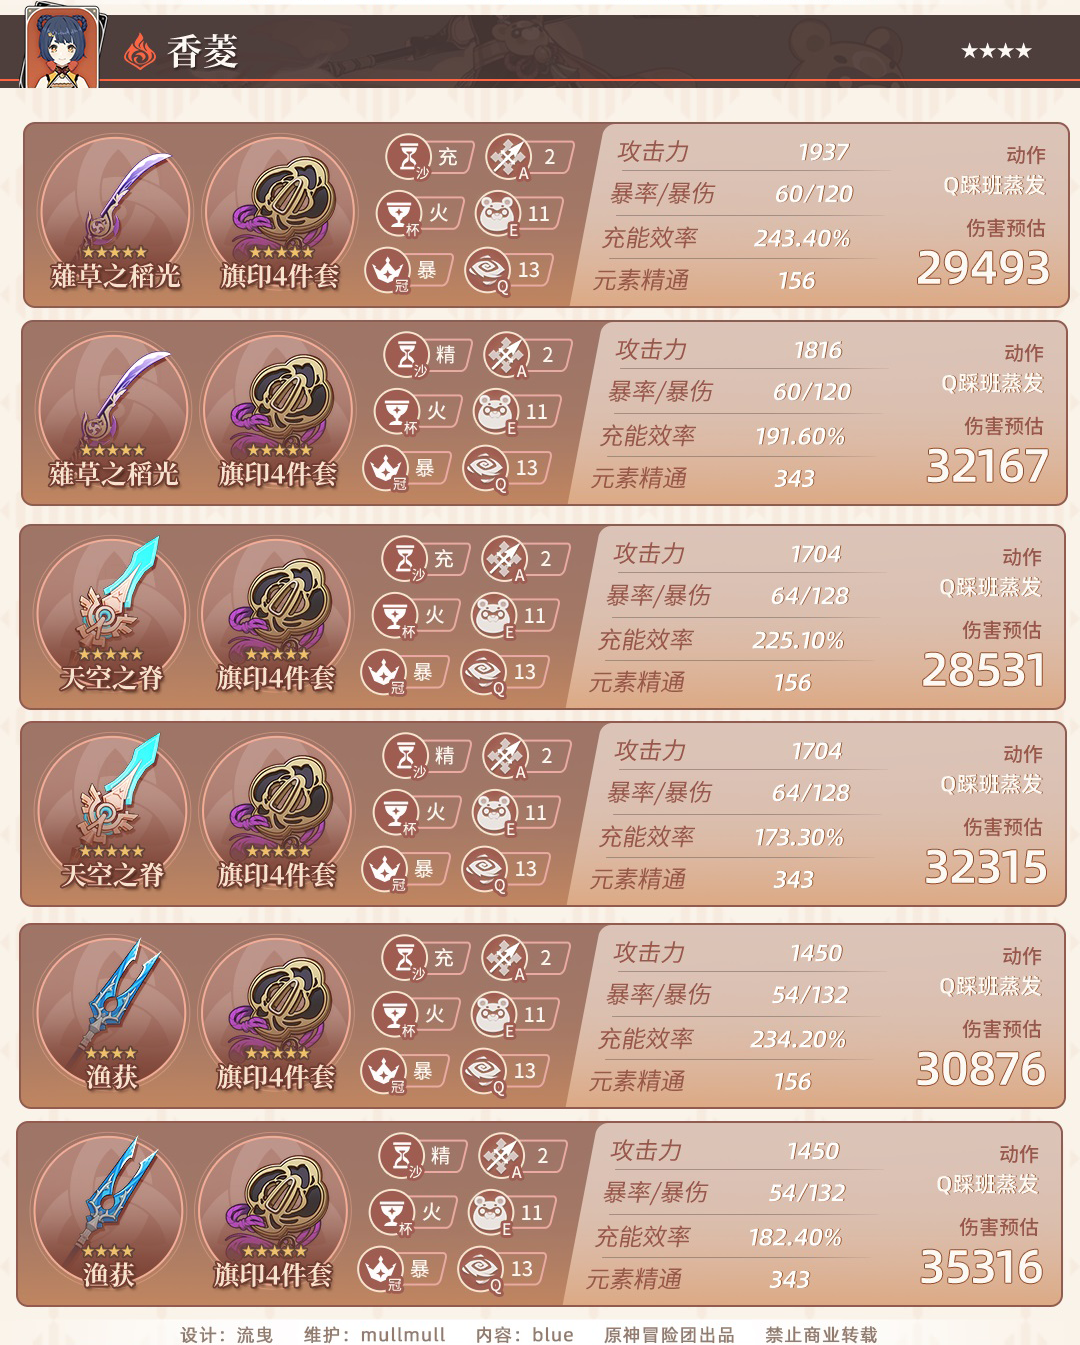 香菱
★★★★
薙草之稻光
旗印4件套
沙 充
A 2
杯 火
E 11
冠 暴
Q 13
攻击力 1937
暴率/暴伤 60/120
充能效率 243.40%
元素精通 156
动作
Q踩班蒸发
伤害预估
29493
薙草之稻光
旗印4件套
沙 精
A 2
杯 火
E 11
冠 暴
Q 13
攻击力 1816
暴率/暴伤 60/120
充能效率 191.60%
元素精通 343
动作
Q踩班蒸发
伤害预估
32167
天空之脊
旗印4件套
沙 充
A 2
杯 火
E 11
冠 暴
Q 13
攻击力 1704
暴率/暴伤 64/128
充能效率 225.10%
元素精通 156
动作
Q踩班蒸发
伤害预估
28531
天空之脊
旗印4件套
沙 精
A 2
杯 火
E 11
冠 暴
Q 13
攻击力 1704
暴率/暴伤 64/128
充能效率 173.30%
元素精通 343
动作
Q踩班蒸发
伤害预估
32315
渔获
旗印4件套
沙 充
A 2
杯 火
E 11
冠 暴
Q 13
攻击力 1450
暴率/暴伤 54/132
充能效率 234.20%
元素精通 156
动作
Q踩班蒸发
伤害预估
30876
渔获
旗印4件套
沙 精
A 2
杯 火
E 11
冠 暴
Q 13
攻击力 1450
暴率/暴伤 54/132
充能效率 182.40%
元素精通 343
动作
Q踩班蒸发
伤害预估
35316
设计：流曳 维护：mullmull 内容：blue 原神冒险团出品 禁止商业转载